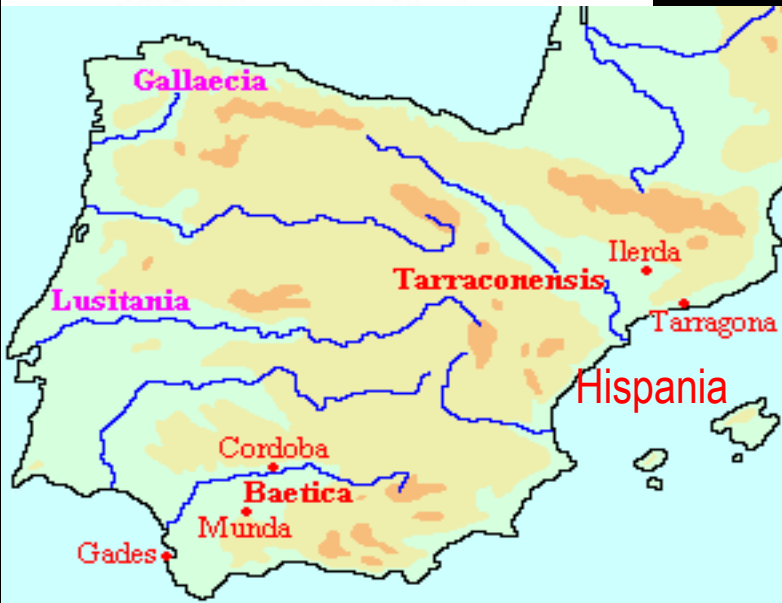 Gallaecia
Ilerda
Tarraconensis
Lusitania
Tarragona
Hispania
Cordoba
Baetica
Munda
Gades